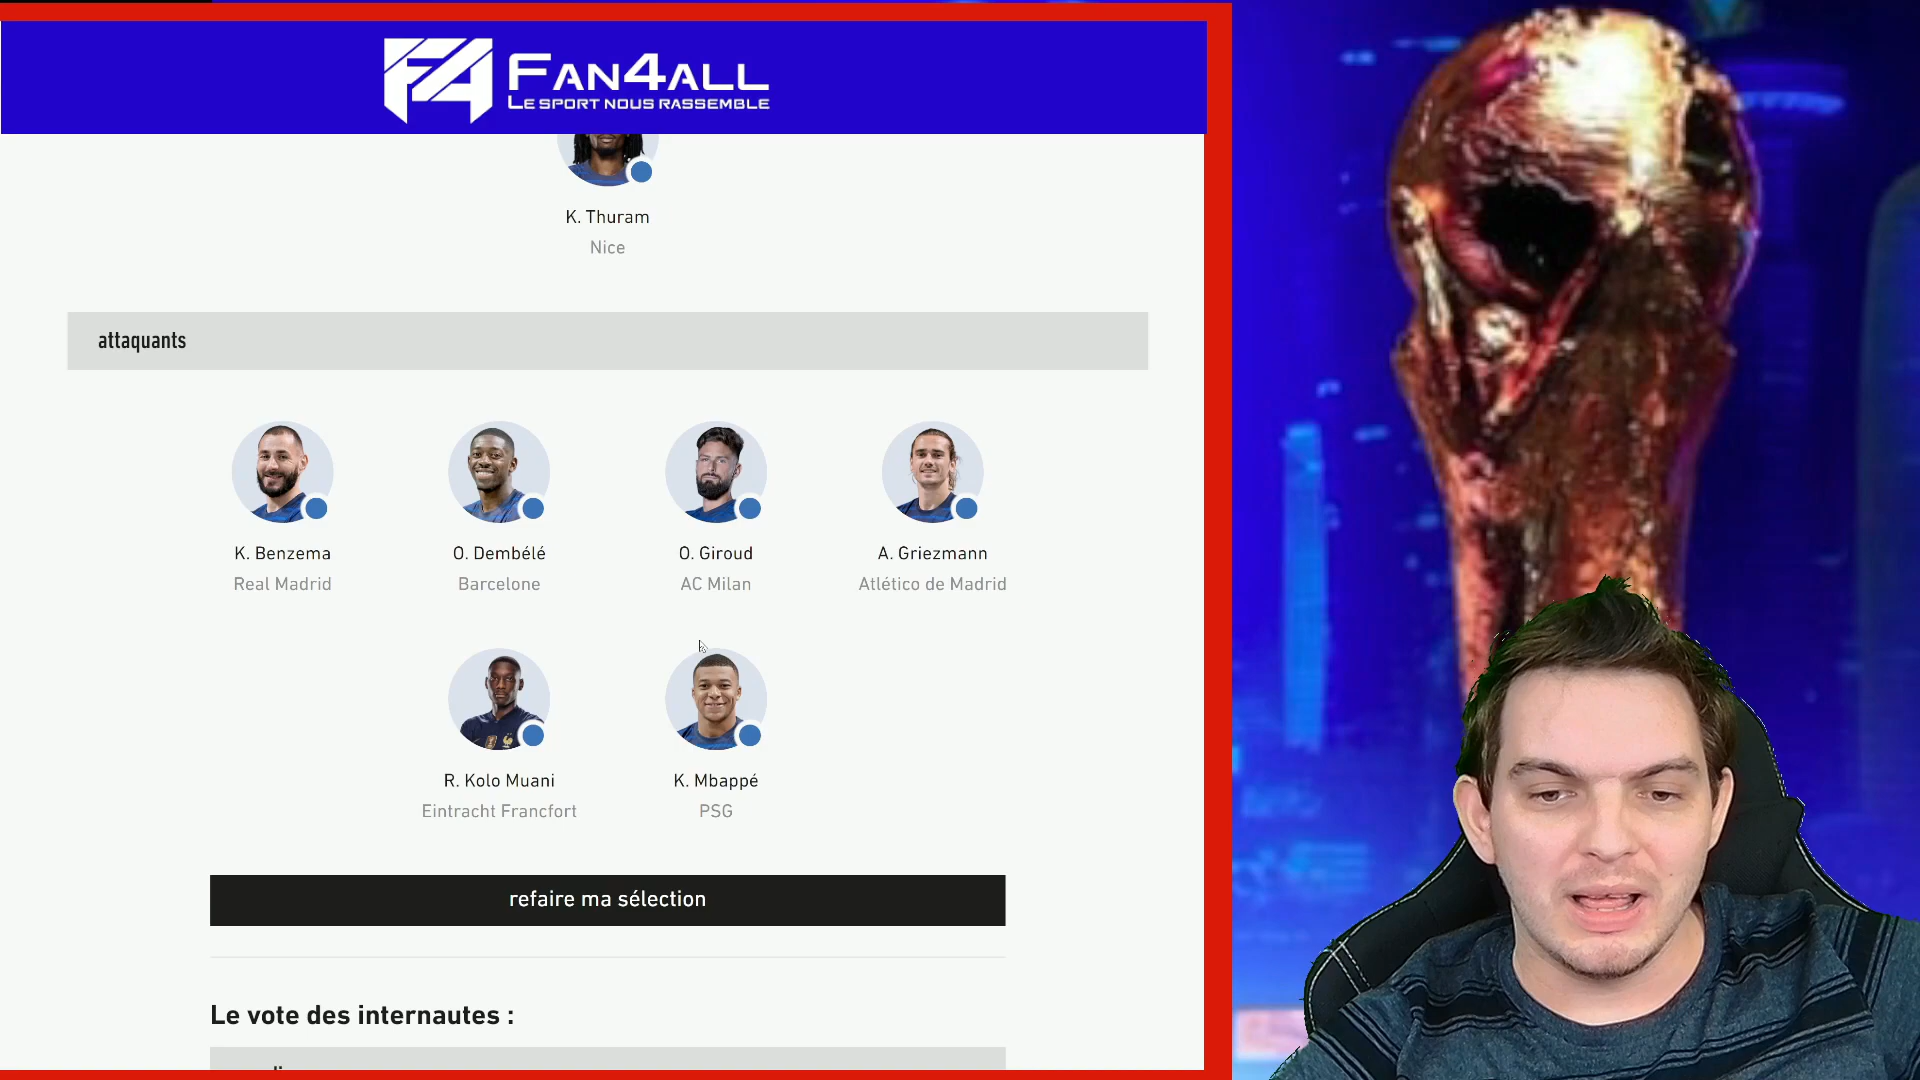 FAN4ALL
LE SPORT NOUS RASSEMBLE
K. Thuram
Nice
attaquants
K. Benzema
O. Dembélé
O. Giroud
A. Griezmann
Real Madrid
Barcelone
AC Milan
Atlético de Madrid
R. Kolo Muani
K. Mbappé
Eintracht Francfort
PSG
refaire ma sélection
Le vote des internautes :